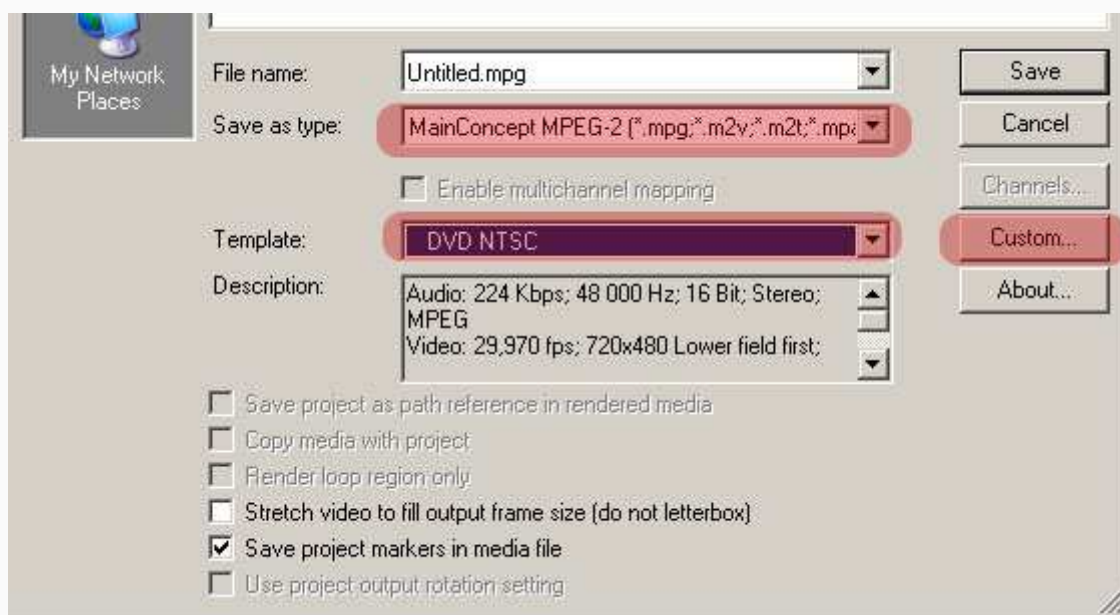 My Network
Places
File name:
Untitled.mpg
Save
Save as type:
MainConcept MPEG-2 (*.mpg;*.m2v;*.m2t;*.mpa
Cancel
Enable multichannel mapping
Channels...
Template:
DVD NTSC
Custom...
Description:
Audio: 224 Kbps; 48 000 Hz; 16 Bit; Stereo;
MPEG
Video: 29,970 fps; 720x480 Lower field first;
About...
Save project as path reference in rendered media
Copy media with project
Render loop region only
Stretch video to fill output frame size (do not letterbox)
Save project markers in media file
Use project output rotation setting